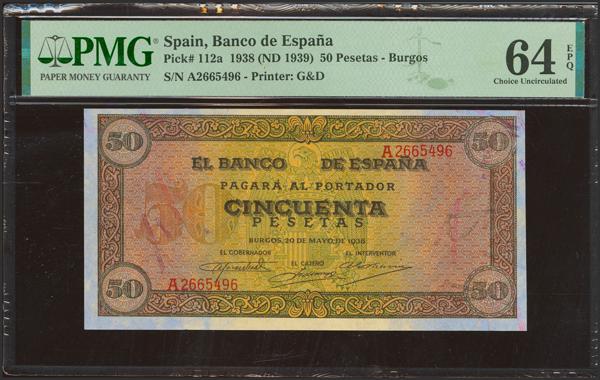 PMG
PAPER MONEY GUARANTY
Spain, Banco de España
Pick# 112a 1938 (ND 1939) 50 Pesetas - Burgos
S/N A2665496 - Printer: G&D
64 EPQ
Choice Uncirculated
50 50
A2665496
EL BANCO DE ESPAÑA
PAGARÁ AL PORTADOR
50
CINCUENTA
PESETAS
BURGOS, 20 DE MAYO, DE 1938
EL GOBERNADOR EL CAJERO EL INTERVENTOR
A2665496
50 50